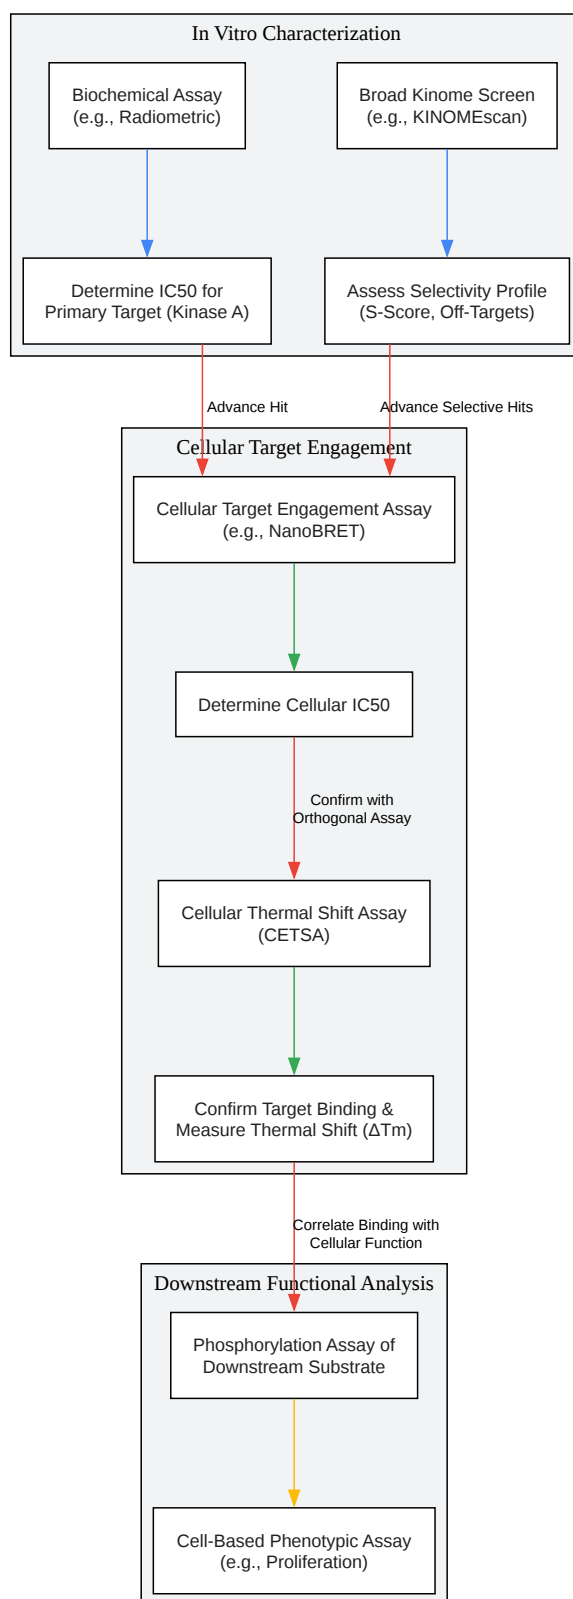 In Vitro Characterization
Biochemical Assay
(e.g., Radiometric)
Broad Kinome Screen
(e.g., KINOMEscan)
Determine IC50 for
Primary Target (Kinase A)
Assess Selectivity Profile
(S-Score, Off-Targets)
Advance Hit
Advance Selective Hits
Cellular Target Engagement
Cellular Target Engagement Assay
(e.g., NanoBRET)
Determine Cellular IC50
Confirm with
Orthogonal Assay
Cellular Thermal Shift Assay
(CETSA)
Confirm Target Binding &
Measure Thermal Shift (ΔTm)
Correlate Binding with
Cellular Function
Downstream Functional Analysis
Phosphorylation Assay of
Downstream Substrate
Cell-Based Phenotypic Assay
(e.g., Proliferation)